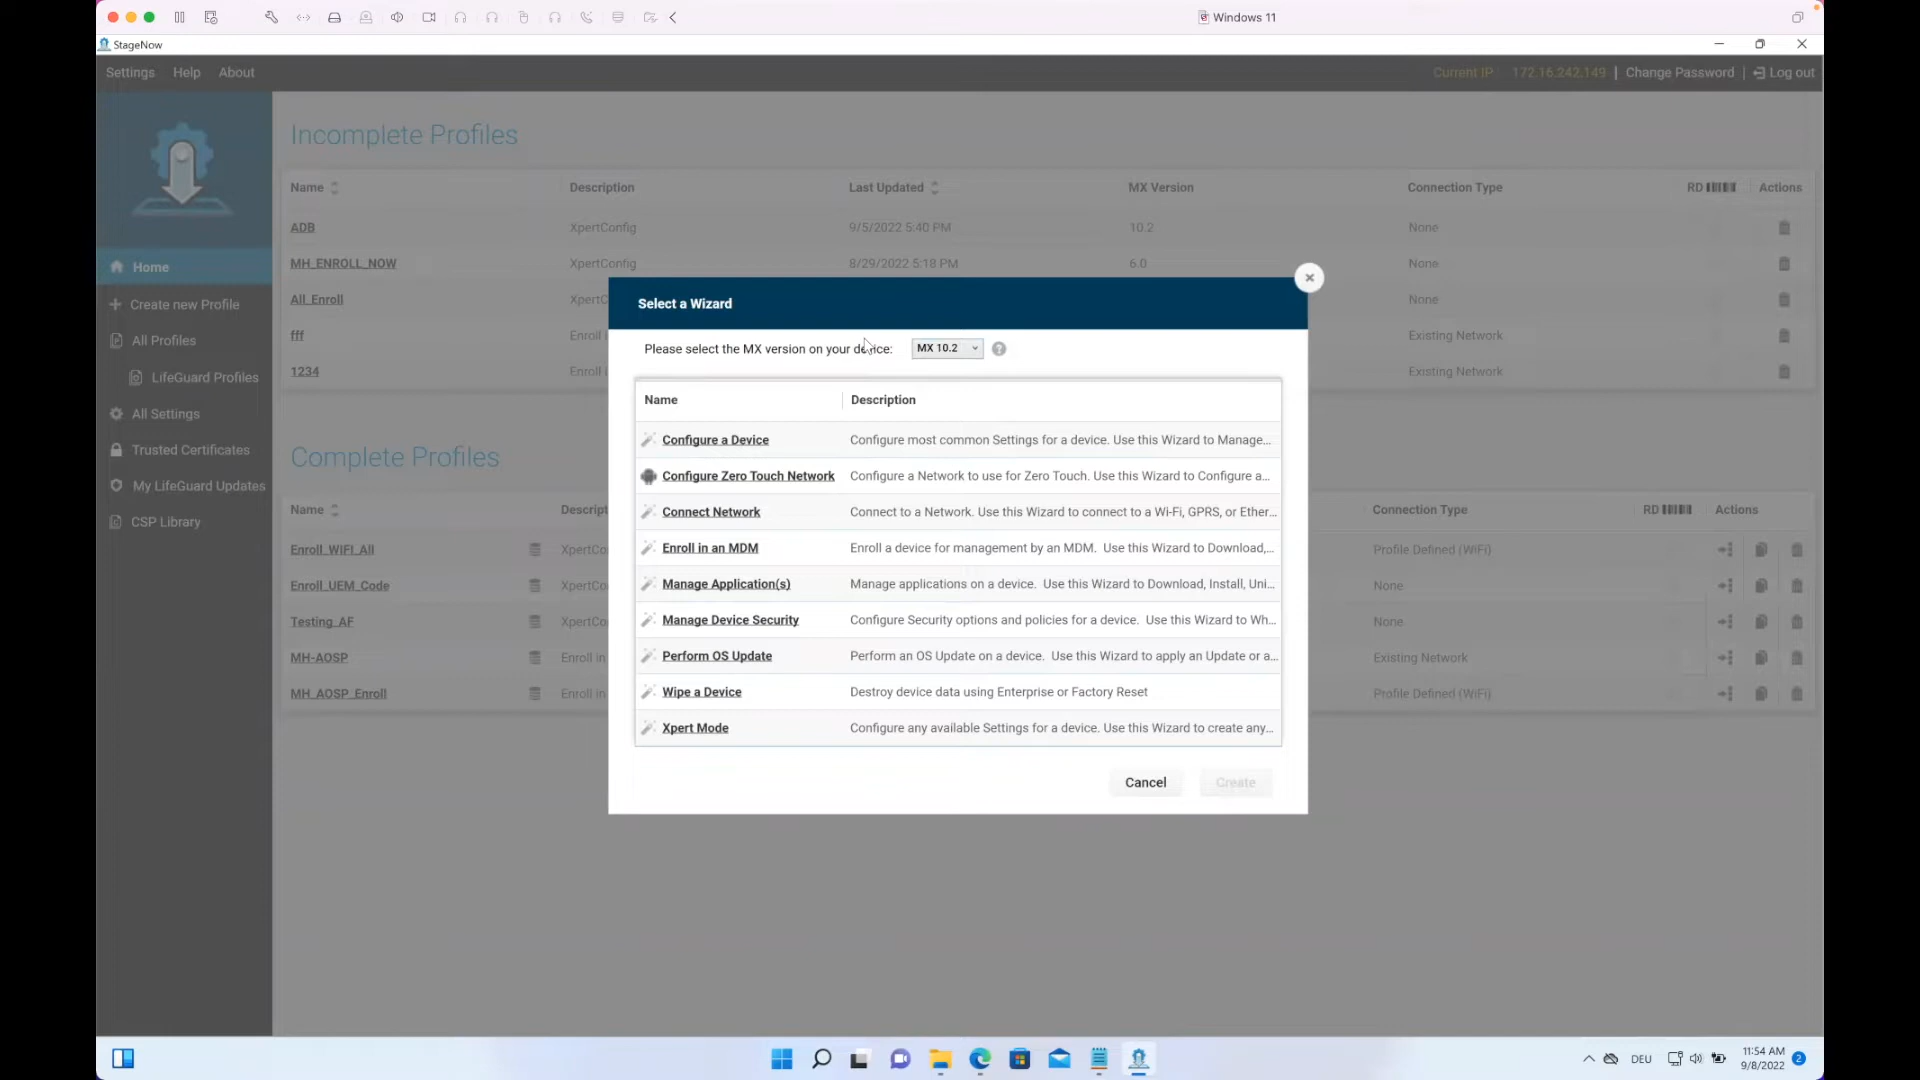 Windows 11
StageNow
Settings Help About
Current IP : 172.16.242.149 | Change Password | Log out
Home
Create new Profile
All Profiles
LifeGuard Profiles
All Settings
Trusted Certificates
My LifeGuard Updates
CSP Library
Incomplete Profiles
Name Description Last Updated MX Version Connection Type RD Actions
ADB XpertConfig 9/5/2022 5:40 PM 10.2 None
MH_ENROLL_NOW XpertConfig 8/29/2022 5:18 PM 6.0 None
All_Enroll XpertC None
fff Enroll i Existing Network
1234 Enroll i Existing Network
Complete Profiles
Name Descript Connection Type RD Actions
Enroll_WIFI_All XpertCo Profile Defined (WiFi)
Enroll_UEM_Code XpertCo None
Testing_AF XpertCo None
MH-AOSP Enroll in Existing Network
MH_AOSP_Enroll Enroll in Profile Defined (WiFi)
Select a Wizard
Please select the MX version on your device: MX 10.2 ?
Name Description
Configure a Device Configure most common Settings for a device. Use this Wizard to Manage...
Configure Zero Touch Network Configure a Network to use for Zero Touch. Use this Wizard to Configure a...
Connect Network Connect to a Network. Use this Wizard to connect to a Wi-Fi, GPRS, or Ether...
Enroll in an MDM Enroll a device for management by an MDM. Use this Wizard to Download,...
Manage Application(s) Manage applications on a device. Use this Wizard to Download, Install, Uni...
Manage Device Security Configure Security options and policies for a device. Use this Wizard to Wh...
Perform OS Update Perform an OS Update on a device. Use this Wizard to apply an Update or a...
Wipe a Device Destroy device data using Enterprise or Factory Reset
Xpert Mode Configure any available Settings for a device. Use this Wizard to create any...
Cancel Create
DEU
11:54 AM
9/8/2022
2